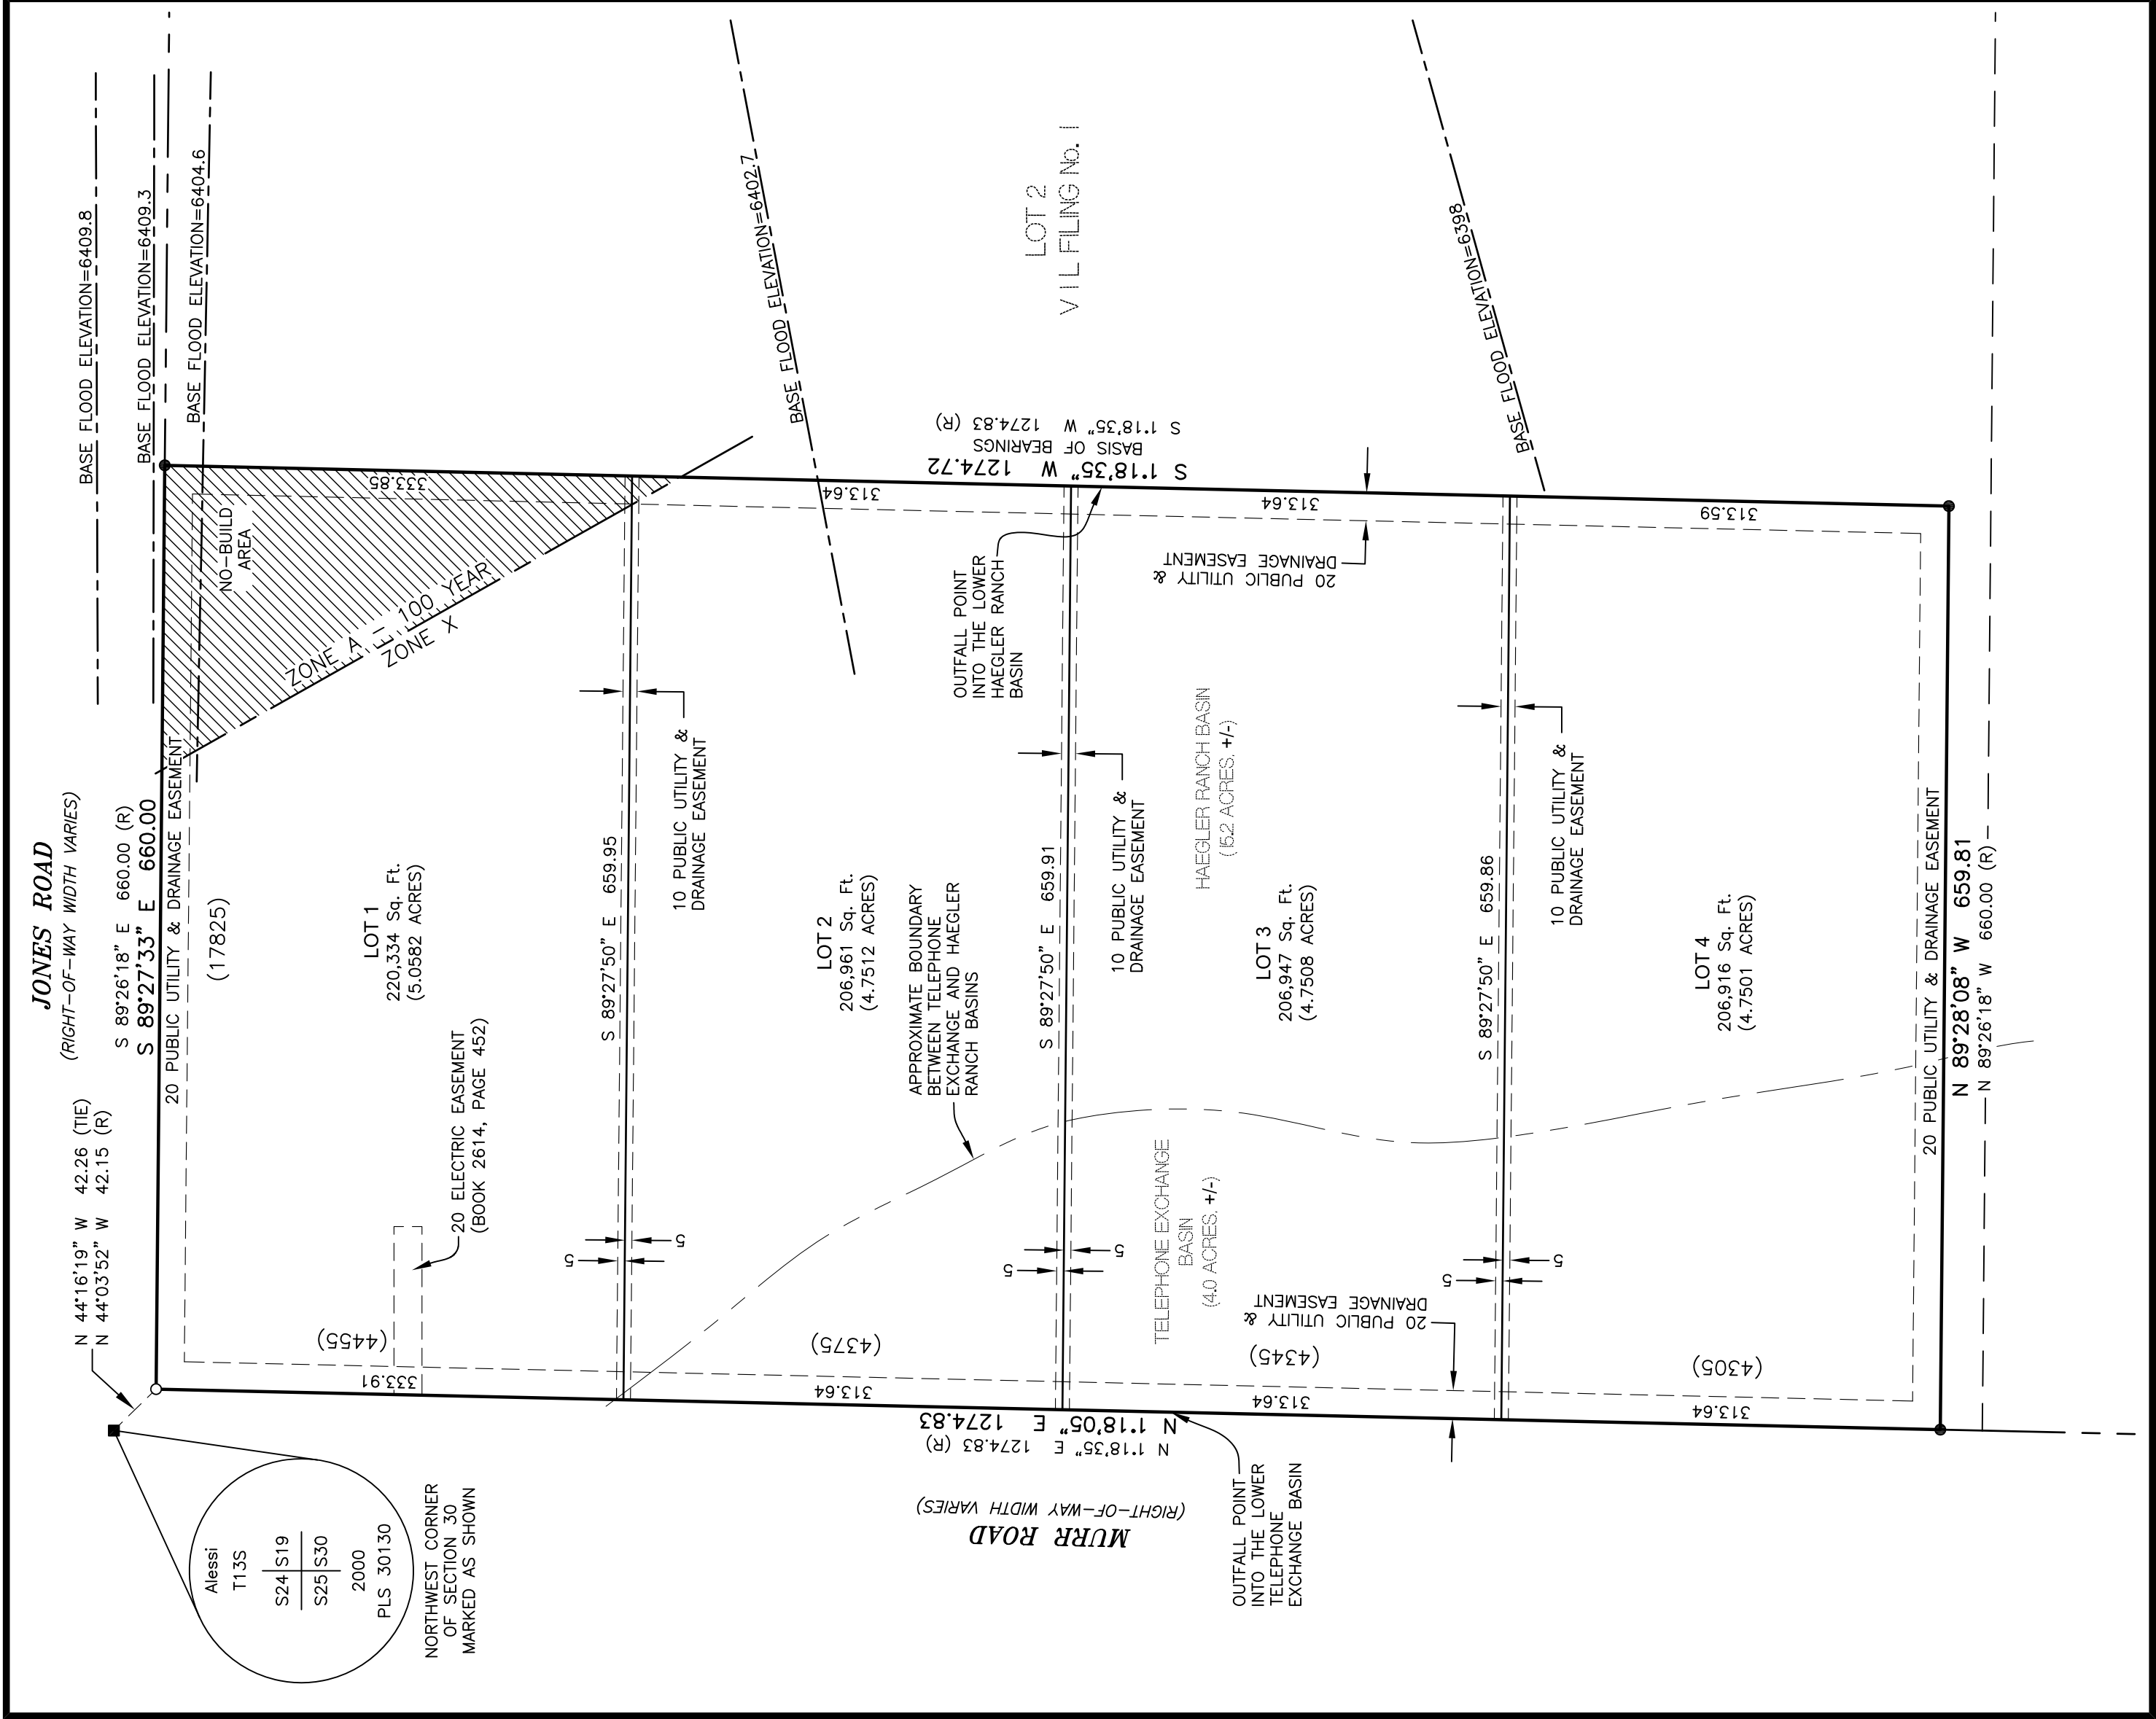 JONES ROAD
(RIGHT-OF-WAY WIDTH VARIES)
N 44°16'19" W 42.26 (TIE)
N 44°03'52" W 42.15 (R)
S 89°26'18" E 660.00 (R)
S 89°27'33" E 660.00
20 PUBLIC UTILITY & DRAINAGE EASEMENT
BASE FLOOD ELEVATION=6409.8
BASE FLOOD ELEVATION=6409.3
BASE FLOOD ELEVATION=6404.6
Alessi
T13S
S24 S19
S25 S30
2000
PLS 30130
NORTHWEST CORNER
OF SECTION 30
MARKED AS SHOWN
(17825)
NO-BUILD
AREA
ZONE A - 100 YEAR
ZONE X
LOT 1
220,334 Sq. Ft.
(5.0582 ACRES)
(4455)
333.91
333.85
20 ELECTRIC EASEMENT
(BOOK 2614, PAGE 452)
S 89°27'50" E 659.95
5
5
10 PUBLIC UTILITY &
DRAINAGE EASEMENT
BASE FLOOD ELEVATION=6402.7
LOT 2
206,961 Sq. Ft.
(4.7512 ACRES)
(4375)
313.64
313.64
APPROXIMATE BOUNDARY
BETWEEN TELEPHONE
EXCHANGE AND HAEGLER
RANCH BASINS
OUTFALL POINT
INTO THE LOWER
HAEGLER RANCH
BASIN
S 1°18'35" W 1274.83 (R)
BASIS OF BEARINGS
S 1°18'35" W 1274.72
LOT 2
V I L FILING No. 1
MURR ROAD
(RIGHT-OF-WAY WIDTH VARIES)
N 1°18'35" E 1274.83 (R)
N 1°18'05" E 1274.83
S 89°27'50" E 659.91
5
5
10 PUBLIC UTILITY &
DRAINAGE EASEMENT
TELEPHONE EXCHANGE
BASIN
(4.0 ACRES, +/-)
HAEGLER RANCH BASIN
(15.2 ACRES, +/-)
20 PUBLIC UTILITY &
DRAINAGE EASEMENT
OUTFALL POINT
INTO THE LOWER
TELEPHONE
EXCHANGE BASIN
LOT 3
206,947 Sq. Ft.
(4.7508 ACRES)
(4345)
313.64
313.64
20 PUBLIC UTILITY &
DRAINAGE EASEMENT
S 89°27'50" E 659.86
5
5
10 PUBLIC UTILITY &
DRAINAGE EASEMENT
BASE FLOOD ELEVATION=6398
LOT 4
206,916 Sq. Ft.
(4.7501 ACRES)
(4305)
313.64
313.59
20 PUBLIC UTILITY & DRAINAGE EASEMENT
N 89°28'08" W 659.81
N 89°26'18" W 660.00 (R)